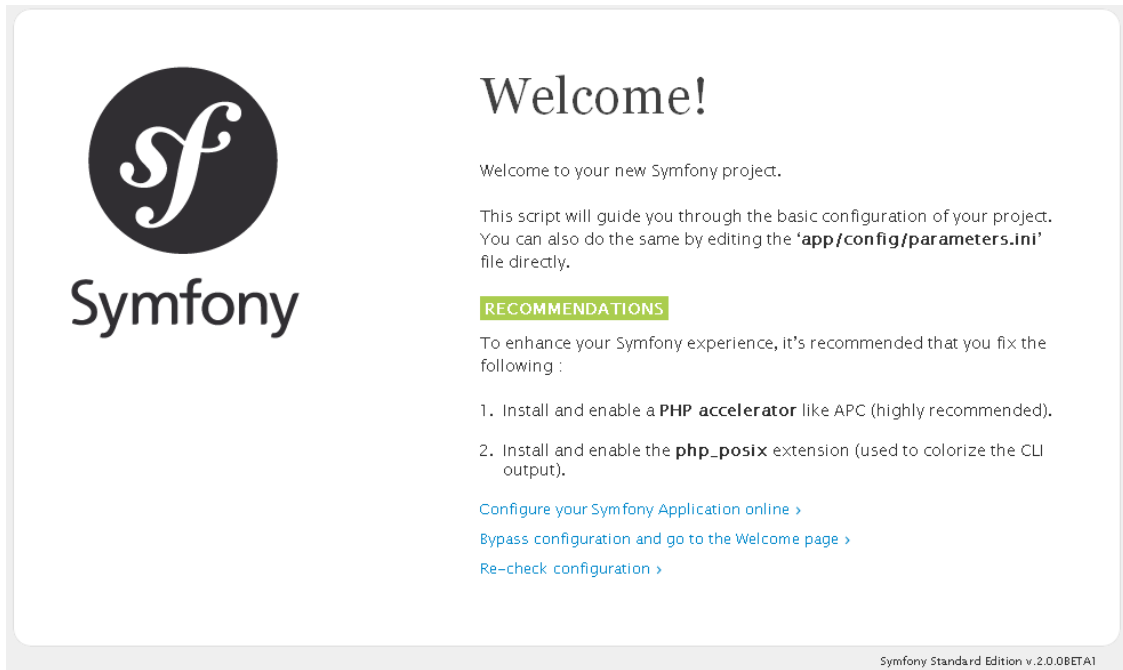 sf
Symfony
Welcome!
Welcome to your new Symfony project.
This script will guide you through the basic configuration of your project.
You can also do the same by editing the ‘app/config/parameters.ini’
file directly.
RECOMMENDATIONS
To enhance your Symfony experience, it’s recommended that you fix the
following :
1. Install and enable a PHP accelerator like APC (highly recommended).
2. Install and enable the php_posix extension (used to colorize the CLI
output).
Configure your Symfony Application online ›
Bypass configuration and go to the Welcome page ›
Re-check configuration ›
Symfony Standard Edition v.2.0.0BETA1